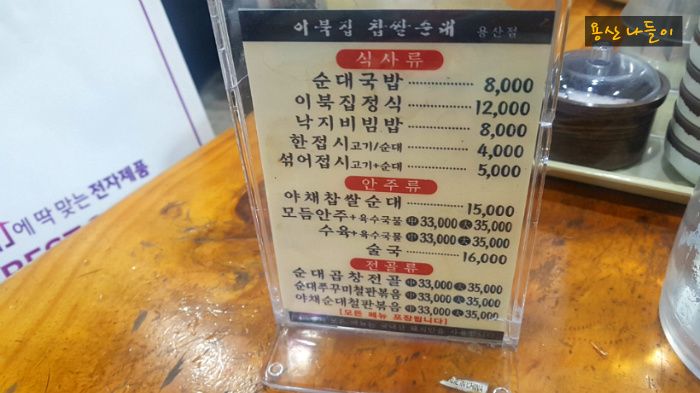 용산 나들이
이북집 찹쌀순대 용산점
식사류
순대국밥 8,000
이북집정식 12,000
낙지비빔밥 8,000
한접시고기/순대 4,000
섞어접시고기+순대 5,000
안주류
야채찹쌀순대 15,000
모듬안주+육수국물 中 33,000 大 35,000
수육+육수국물 中 33,000 大 35,000
술국 16,000
전골류
순대곱창전골 中 33,000 大 35,000
순대쭈꾸미철판볶음 中 33,000 大 35,000
야채순대철판볶음 中 33,000 大 35,000
[모든 메뉴 포장됩니다]
에 딱 맞는 전자제품